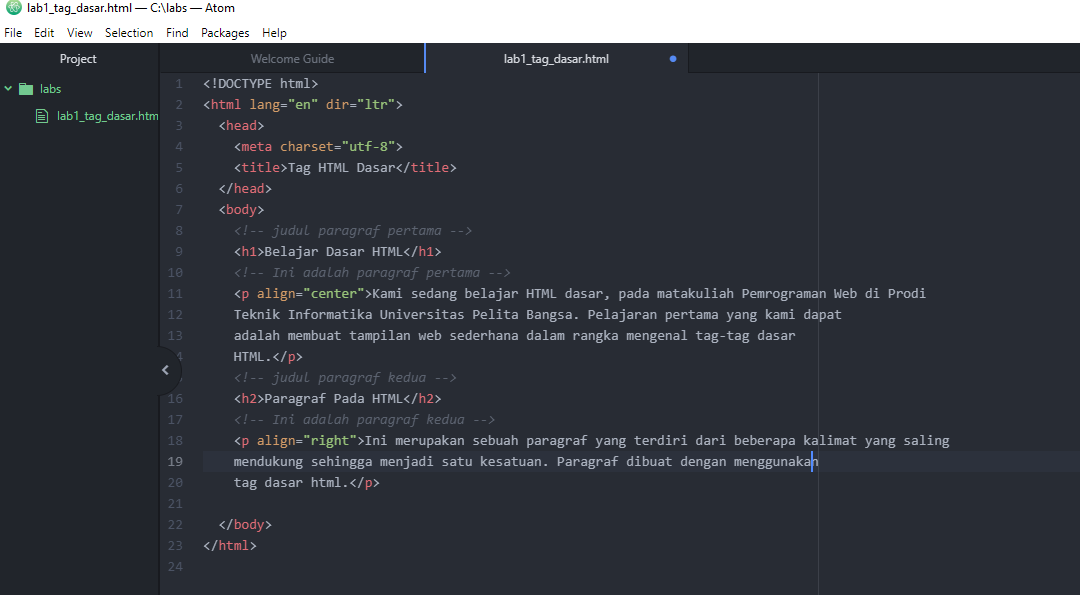 lab1_tag_dasar.html — C:\labs — Atom
File Edit View Selection Find Packages Help
Project
Welcome Guide
lab1_tag_dasar.html
labs
lab1_tag_dasar.htm
1 <!DOCTYPE html>
2 <html lang="en" dir="ltr">
3 <head>
4 <meta charset="utf-8">
5 <title>Tag HTML Dasar</title>
6 </head>
7 <body>
8 <!-- judul paragraf pertama -->
9 <h1>Belajar Dasar HTML</h1>
10 <!-- Ini adalah paragraf pertama -->
11 <p align="center">Kami sedang belajar HTML dasar, pada matakuliah Pemrograman Web di Prodi
12 Teknik Informatika Universitas Pelita Bangsa. Pelajaran pertama yang kami dapat
13 adalah membuat tampilan web sederhana dalam rangka mengenal tag-tag dasar
HTML.</p>
<!-- judul paragraf kedua -->
16 <h2>Paragraf Pada HTML</h2>
17 <!-- Ini adalah paragraf kedua -->
18 <p align="right">Ini merupakan sebuah paragraf yang terdiri dari beberapa kalimat yang saling
19 mendukung sehingga menjadi satu kesatuan. Paragraf dibuat dengan menggunakan
20 tag dasar html.</p>
21
22 </body>
23 </html>
24